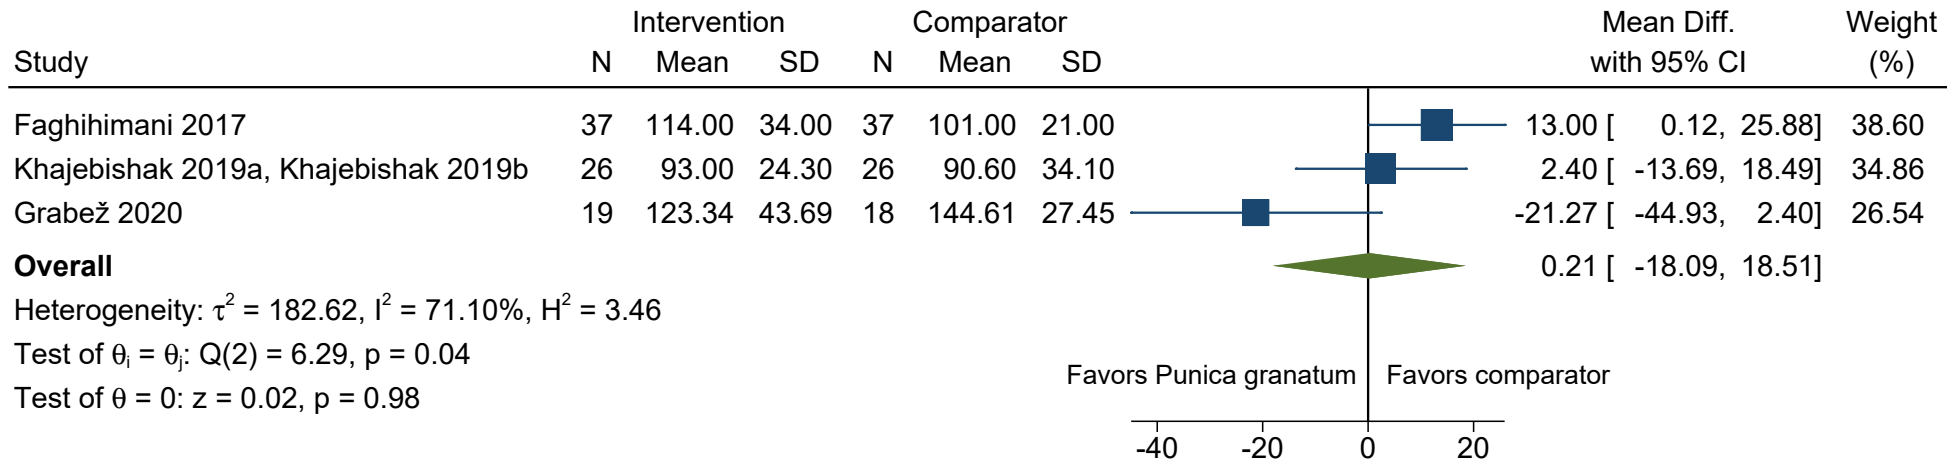 Intervention Comparator Mean Diff. Weight
Study N Mean SD N Mean SD with 95% CI (%)
Faghihimani 2017 37 114.00 34.00 37 101.00 21.00 13.00 [ 0.12, 25.88] 38.60
Khajebishak 2019a, Khajebishak 2019b 26 93.00 24.30 26 90.60 34.10 2.40 [ -13.69, 18.49] 34.86
Grabež 2020 19 123.34 43.69 18 144.61 27.45 -21.27 [ -44.93, 2.40] 26.54
Overall 0.21 [ -18.09, 18.51]
Heterogeneity: τ² = 182.62, I² = 71.10%, H² = 3.46
Test of θᵢ = θⱼ: Q(2) = 6.29, p = 0.04
Favors Punica granatum Favors comparator
Test of θ = 0: z = 0.02, p = 0.98
-40 -20 0 20